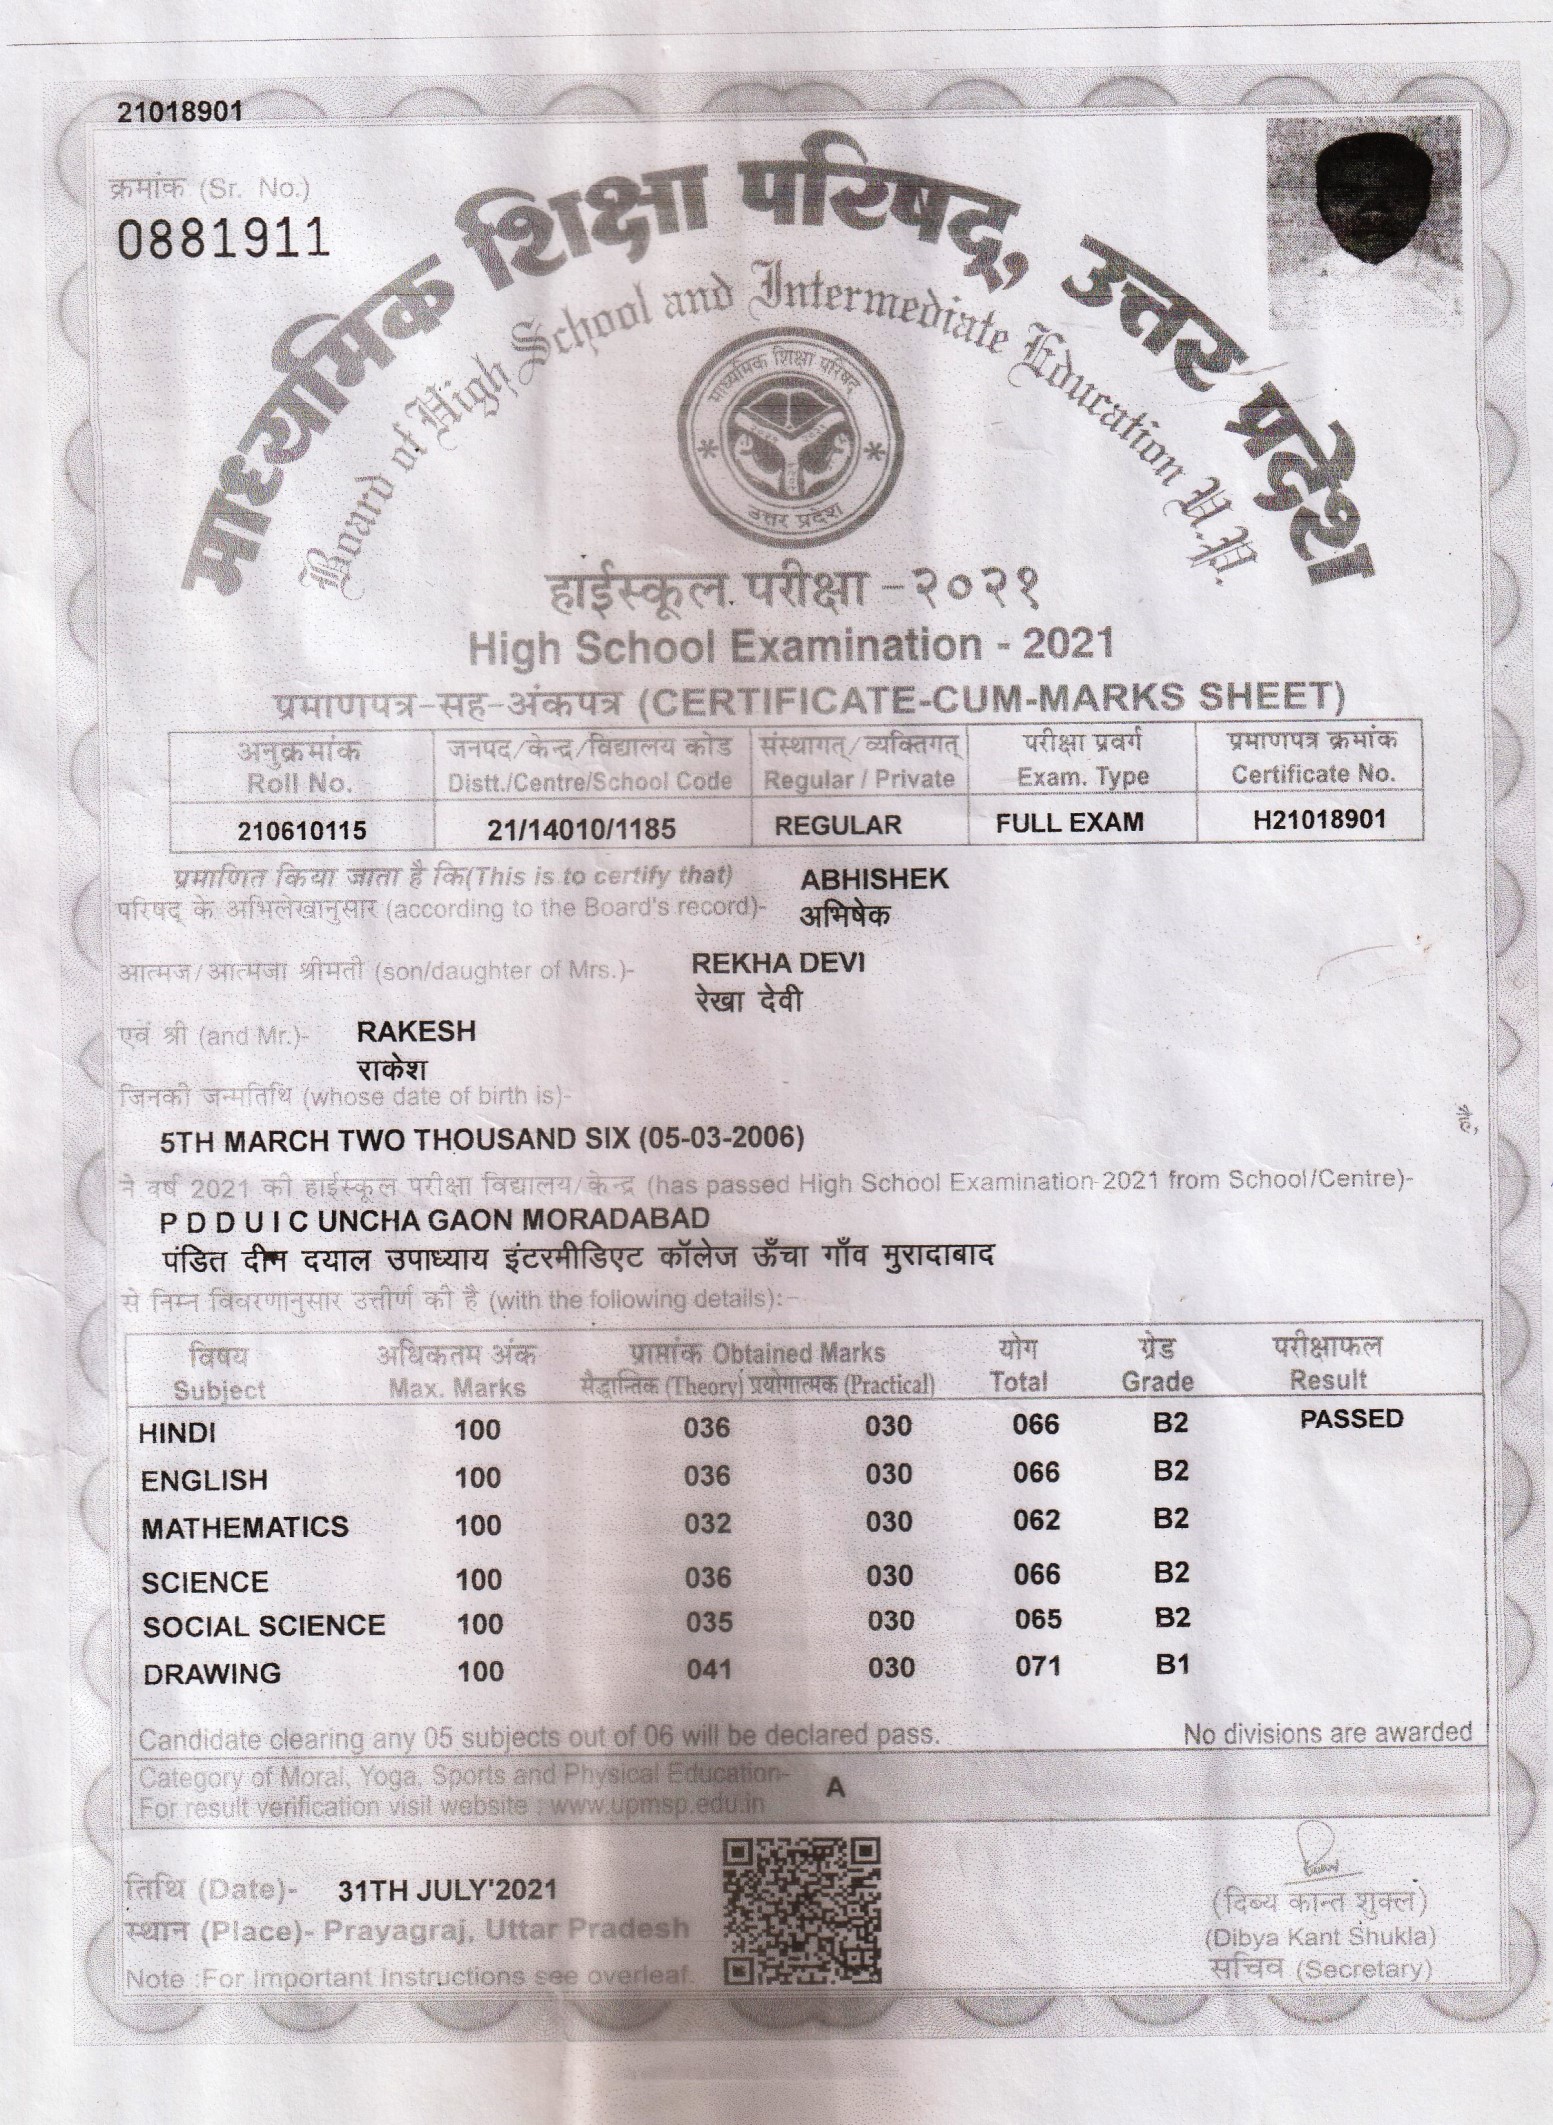 21018901
क्रमांक (Sr. No.)
0881911
माध्यमिक शिक्षा परिषद्, उत्तर प्रदेश
Board of High School and Intermediate Education U.P.
माध्यमिक शिक्षा परिषद्
उत्तर प्रदेश
हाईस्कूल परीक्षा -२०२१
High School Examination - 2021
प्रमाणपत्र-सह-अंकपत्र (CERTIFICATE-CUM-MARKS SHEET)
अनुक्रमांक जनपद/केन्द्र/विद्यालय कोड संस्थागत्/व्यक्तिगत् परीक्षा प्रवर्ग प्रमाणपत्र क्रमांक
Roll No. Distt./Centre/School Code Regular / Private Exam. Type Certificate No.
210610115 21/14010/1185 REGULAR FULL EXAM H21018901
प्रमाणित किया जाता है कि(This is to certify that) ABHISHEK
परिषद् के अभिलेखानुसार (according to the Board's record)- अभिषेक
आत्मज/आत्मजा श्रीमती (son/daughter of Mrs.)- REKHA DEVI
रेखा देवी
एवं श्री (and Mr.)- RAKESH
राकेश
जिनकी जन्मतिथि (whose date of birth is)-
5TH MARCH TWO THOUSAND SIX (05-03-2006) है,
ने वर्ष 2021 की हाईस्कूल परीक्षा विद्यालय/केन्द्र (has passed High School Examination-2021 from School/Centre)-
P D D U I C UNCHA GAON MORADABAD
पंडित दीन दयाल उपाध्याय इंटरमीडिएट कॉलेज ऊँचा गाँव मुरादाबाद
से निम्न विवरणानुसार उत्तीर्ण की है (with the following details):-
विषय अधिकतम अंक प्राप्तांक Obtained Marks योग ग्रेड परीक्षाफल
Subject Max. Marks सैद्धान्तिक (Theory) प्रयोगात्मक (Practical) Total Grade Result
HINDI 100 036 030 066 B2 PASSED
ENGLISH 100 036 030 066 B2
MATHEMATICS 100 032 030 062 B2
SCIENCE 100 036 030 066 B2
SOCIAL SCIENCE 100 035 030 065 B2
DRAWING 100 041 030 071 B1
Candidate clearing any 05 subjects out of 06 will be declared pass. No divisions are awarded
Category of Moral, Yoga, Sports and Physical Education- A
For result verification visit website : www.upmsp.edu.in
तिथि (Date)- 31TH JULY'2021
स्थान (Place)- Prayagraj, Uttar Pradesh
Note :For Important Instructions see overleaf
(दिब्य कान्त शुक्ल)
(Dibya Kant Shukla)
सचिव (Secretary)